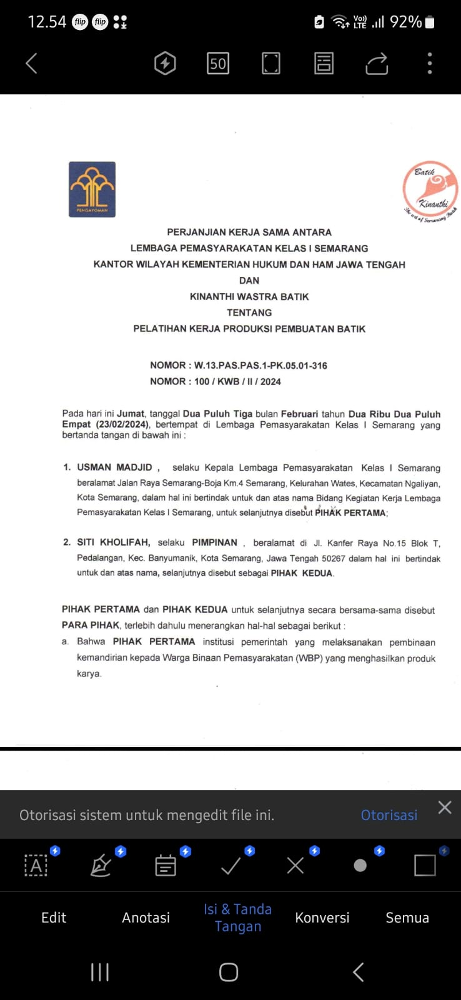 12.54 flip flip Vo)) LTE 92%
50
PENGAYOMAN
Batik
Kinanthi
The art of Semarang Batik
PERJANJIAN KERJA SAMA ANTARA
LEMBAGA PEMASYARAKATAN KELAS I SEMARANG
KANTOR WILAYAH KEMENTERIAN HUKUM DAN HAM JAWA TENGAH
DAN
KINANTHI WASTRA BATIK
TENTANG
PELATIHAN KERJA PRODUKSI PEMBUATAN BATIK
NOMOR : W.13.PAS.PAS.1-PK.05.01-316
NOMOR : 100 / KWB / II / 2024
Pada hari ini Jumat, tanggal Dua Puluh Tiga bulan Februari tahun Dua Ribu Dua Puluh
Empat (23/02/2024), bertempat di Lembaga Pemasyarakatan Kelas I Semarang yang
bertanda tangan di bawah ini :
1. USMAN MADJID , selaku Kepala Lembaga Pemasyarakatan Kelas I Semarang
beralamat Jalan Raya Semarang-Boja Km.4 Semarang, Kelurahan Wates, Kecamatan Ngaliyan,
Kota Semarang, dalam hal ini bertindak untuk dan atas nama Bidang Kegiatan Kerja Lembaga
Pemasyarakatan Kelas I Semarang, untuk selanjutnya disebut PIHAK PERTAMA;
2. SITI KHOLIFAH, selaku PIMPINAN , beralamat di Jl. Kanfer Raya No.15 Blok T,
Pedalangan, Kec. Banyumanik, Kota Semarang, Jawa Tengah 50267 dalam hal ini bertindak
untuk dan atas nama, selanjutnya disebut sebagai PIHAK KEDUA.
PIHAK PERTAMA dan PIHAK KEDUA untuk selanjutnya secara bersama-sama disebut
PARA PIHAK, terlebih dahulu menerangkan hal-hal sebagai berikut :
a. Bahwa PIHAK PERTAMA institusi pemerintah yang melaksanakan pembinaan
kemandirian kepada Warga Binaan Pemasyarakatan (WBP) yang menghasilkan produk
karya.
Otorisasi sistem untuk mengedit file ini. Otorisasi
A
Edit Anotasi Isi & Tanda Tangan Konversi Semua